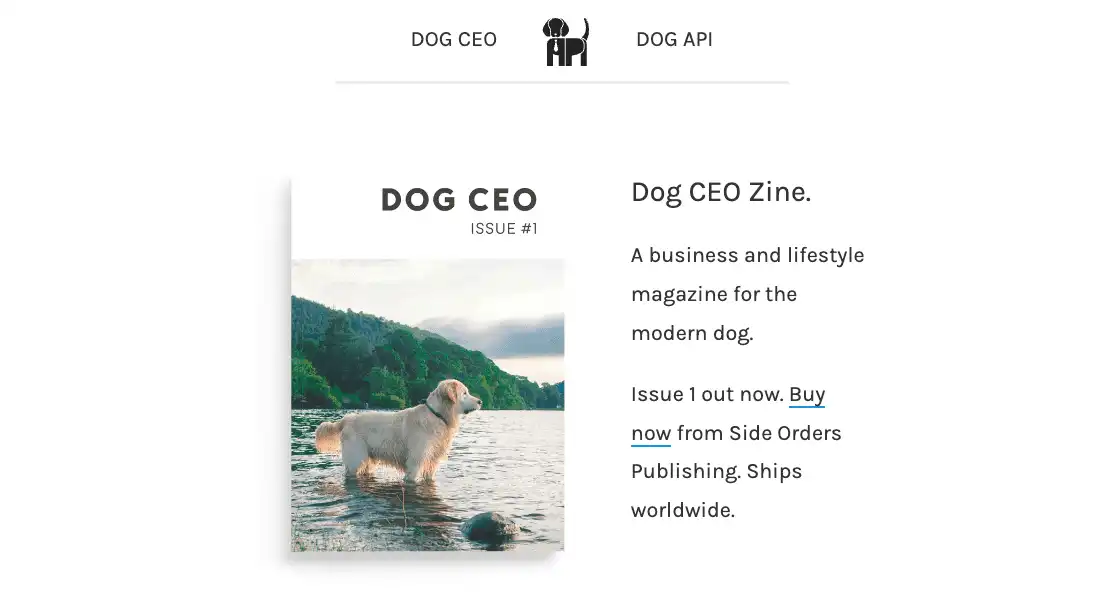 DOG CEO
API
DOG API
DOG CEO
ISSUE #1
Dog CEO Zine.
A business and lifestyle
magazine for the
modern dog.
Issue 1 out now. Buy
now from Side Orders
Publishing. Ships
worldwide.